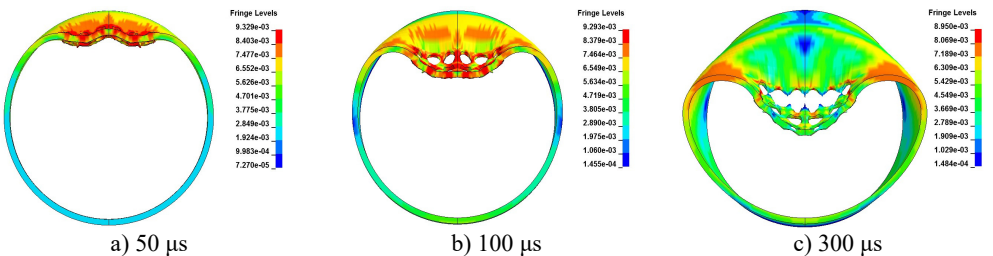 Fringe Levels
9.329e-03
8.403e-03
7.477e-03
6.552e-03
5.626e-03
4.701e-03
3.775e-03
2.849e-03
1.924e-03
9.983e-04
7.270e-05
a) 50 μs
Fringe Levels
9.293e-03
8.379e-03
7.464e-03
6.549e-03
5.634e-03
4.719e-03
3.805e-03
2.890e-03
1.975e-03
1.060e-03
1.455e-04
b) 100 μs
Fringe Levels
8.950e-03
8.069e-03
7.189e-03
6.309e-03
5.429e-03
4.549e-03
3.669e-03
2.789e-03
1.909e-03
1.029e-03
1.484e-04
c) 300 μs